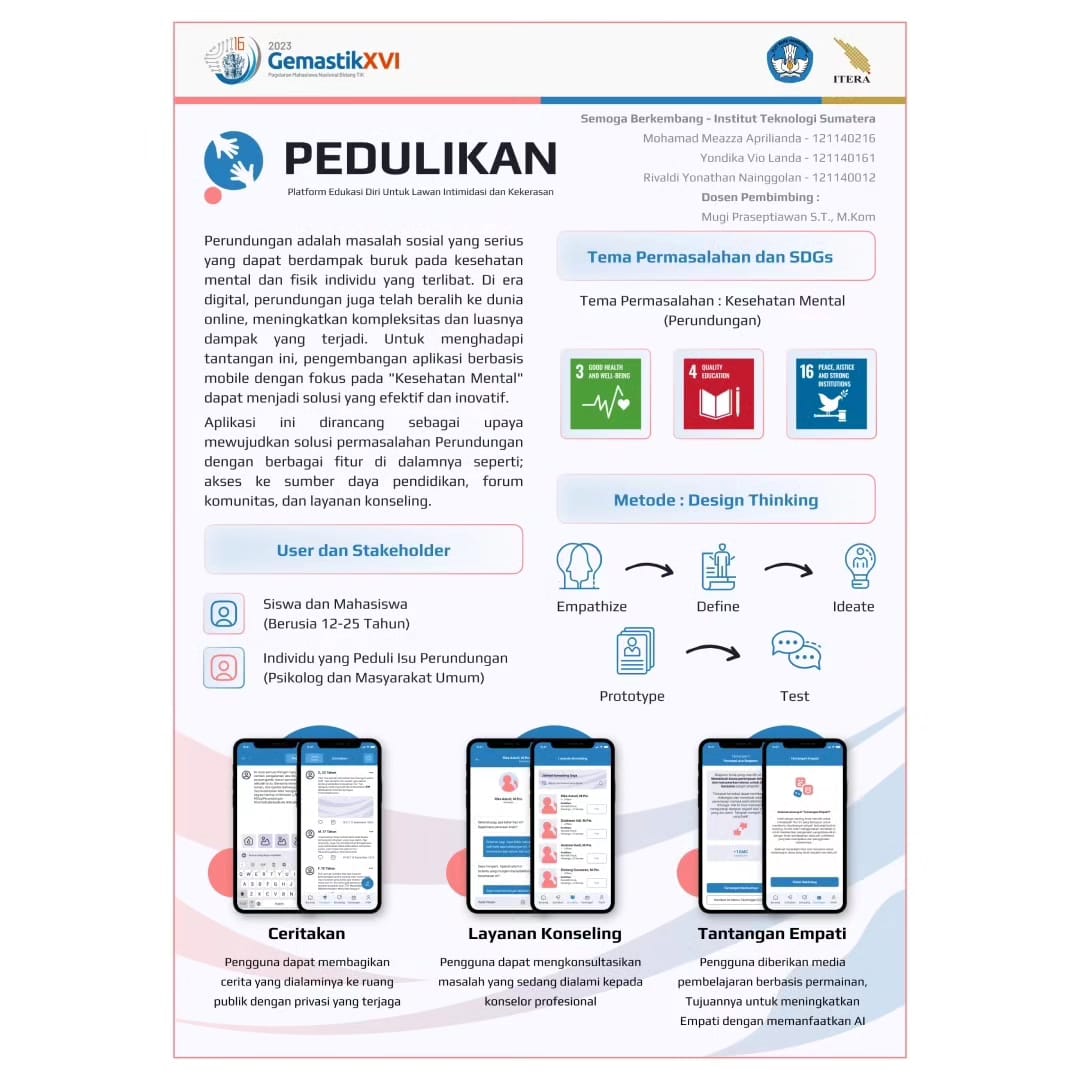 16
2023
GemastikXVI
Pagelaran Mahasiswa Nasional Bidang TIK
ITERA
PEDULIKAN
Platform Edukasi Diri Untuk Lawan Intimidasi dan Kekerasan
Semoga Berkembang - Institut Teknologi Sumatera
Mohamad Meazza Aprilianda - 121140216
Yondika Vio Landa - 121140161
Rivaldi Yonathan Nainggolan - 121140012
Dosen Pembimbing :
Mugi Praseptiawan S.T., M.Kom
Perundungan adalah masalah sosial yang serius
yang dapat berdampak buruk pada kesehatan
mental dan fisik individu yang terlibat. Di era
digital, perundungan juga telah beralih ke dunia
online, meningkatkan kompleksitas dan luasnya
dampak yang terjadi. Untuk menghadapi
tantangan ini, pengembangan aplikasi berbasis
mobile dengan fokus pada "Kesehatan Mental"
dapat menjadi solusi yang efektif dan inovatif.
Aplikasi ini dirancang sebagai upaya
mewujudkan solusi permasalahan Perundungan
dengan berbagai fitur di dalamnya seperti;
akses ke sumber daya pendidikan, forum
komunitas, dan layanan konseling.
User dan Stakeholder
Siswa dan Mahasiswa
(Berusia 12-25 Tahun)
Individu yang Peduli Isu Perundungan
(Psikolog dan Masyarakat Umum)
Tema Permasalahan dan SDGs
Tema Permasalahan : Kesehatan Mental
(Perundungan)
3 GOOD HEALTH
AND WELL-BEING
4 QUALITY
EDUCATION
16 PEACE, JUSTICE
AND STRONG
INSTITUTIONS
Metode : Design Thinking
Empathize
Define
Ideate
Prototype
Test
Ceritakan
Pengguna dapat membagikan
cerita yang dialaminya ke ruang
publik dengan privasi yang terjaga
Layanan Konseling
Pengguna dapat mengkonsultasikan
masalah yang sedang dialami kepada
konselor profesional
Tantangan Empati
Pengguna diberikan media
pembelajaran berbasis permainan,
Tujuannya untuk meningkatkan
Empati dengan memanfaatkan AI